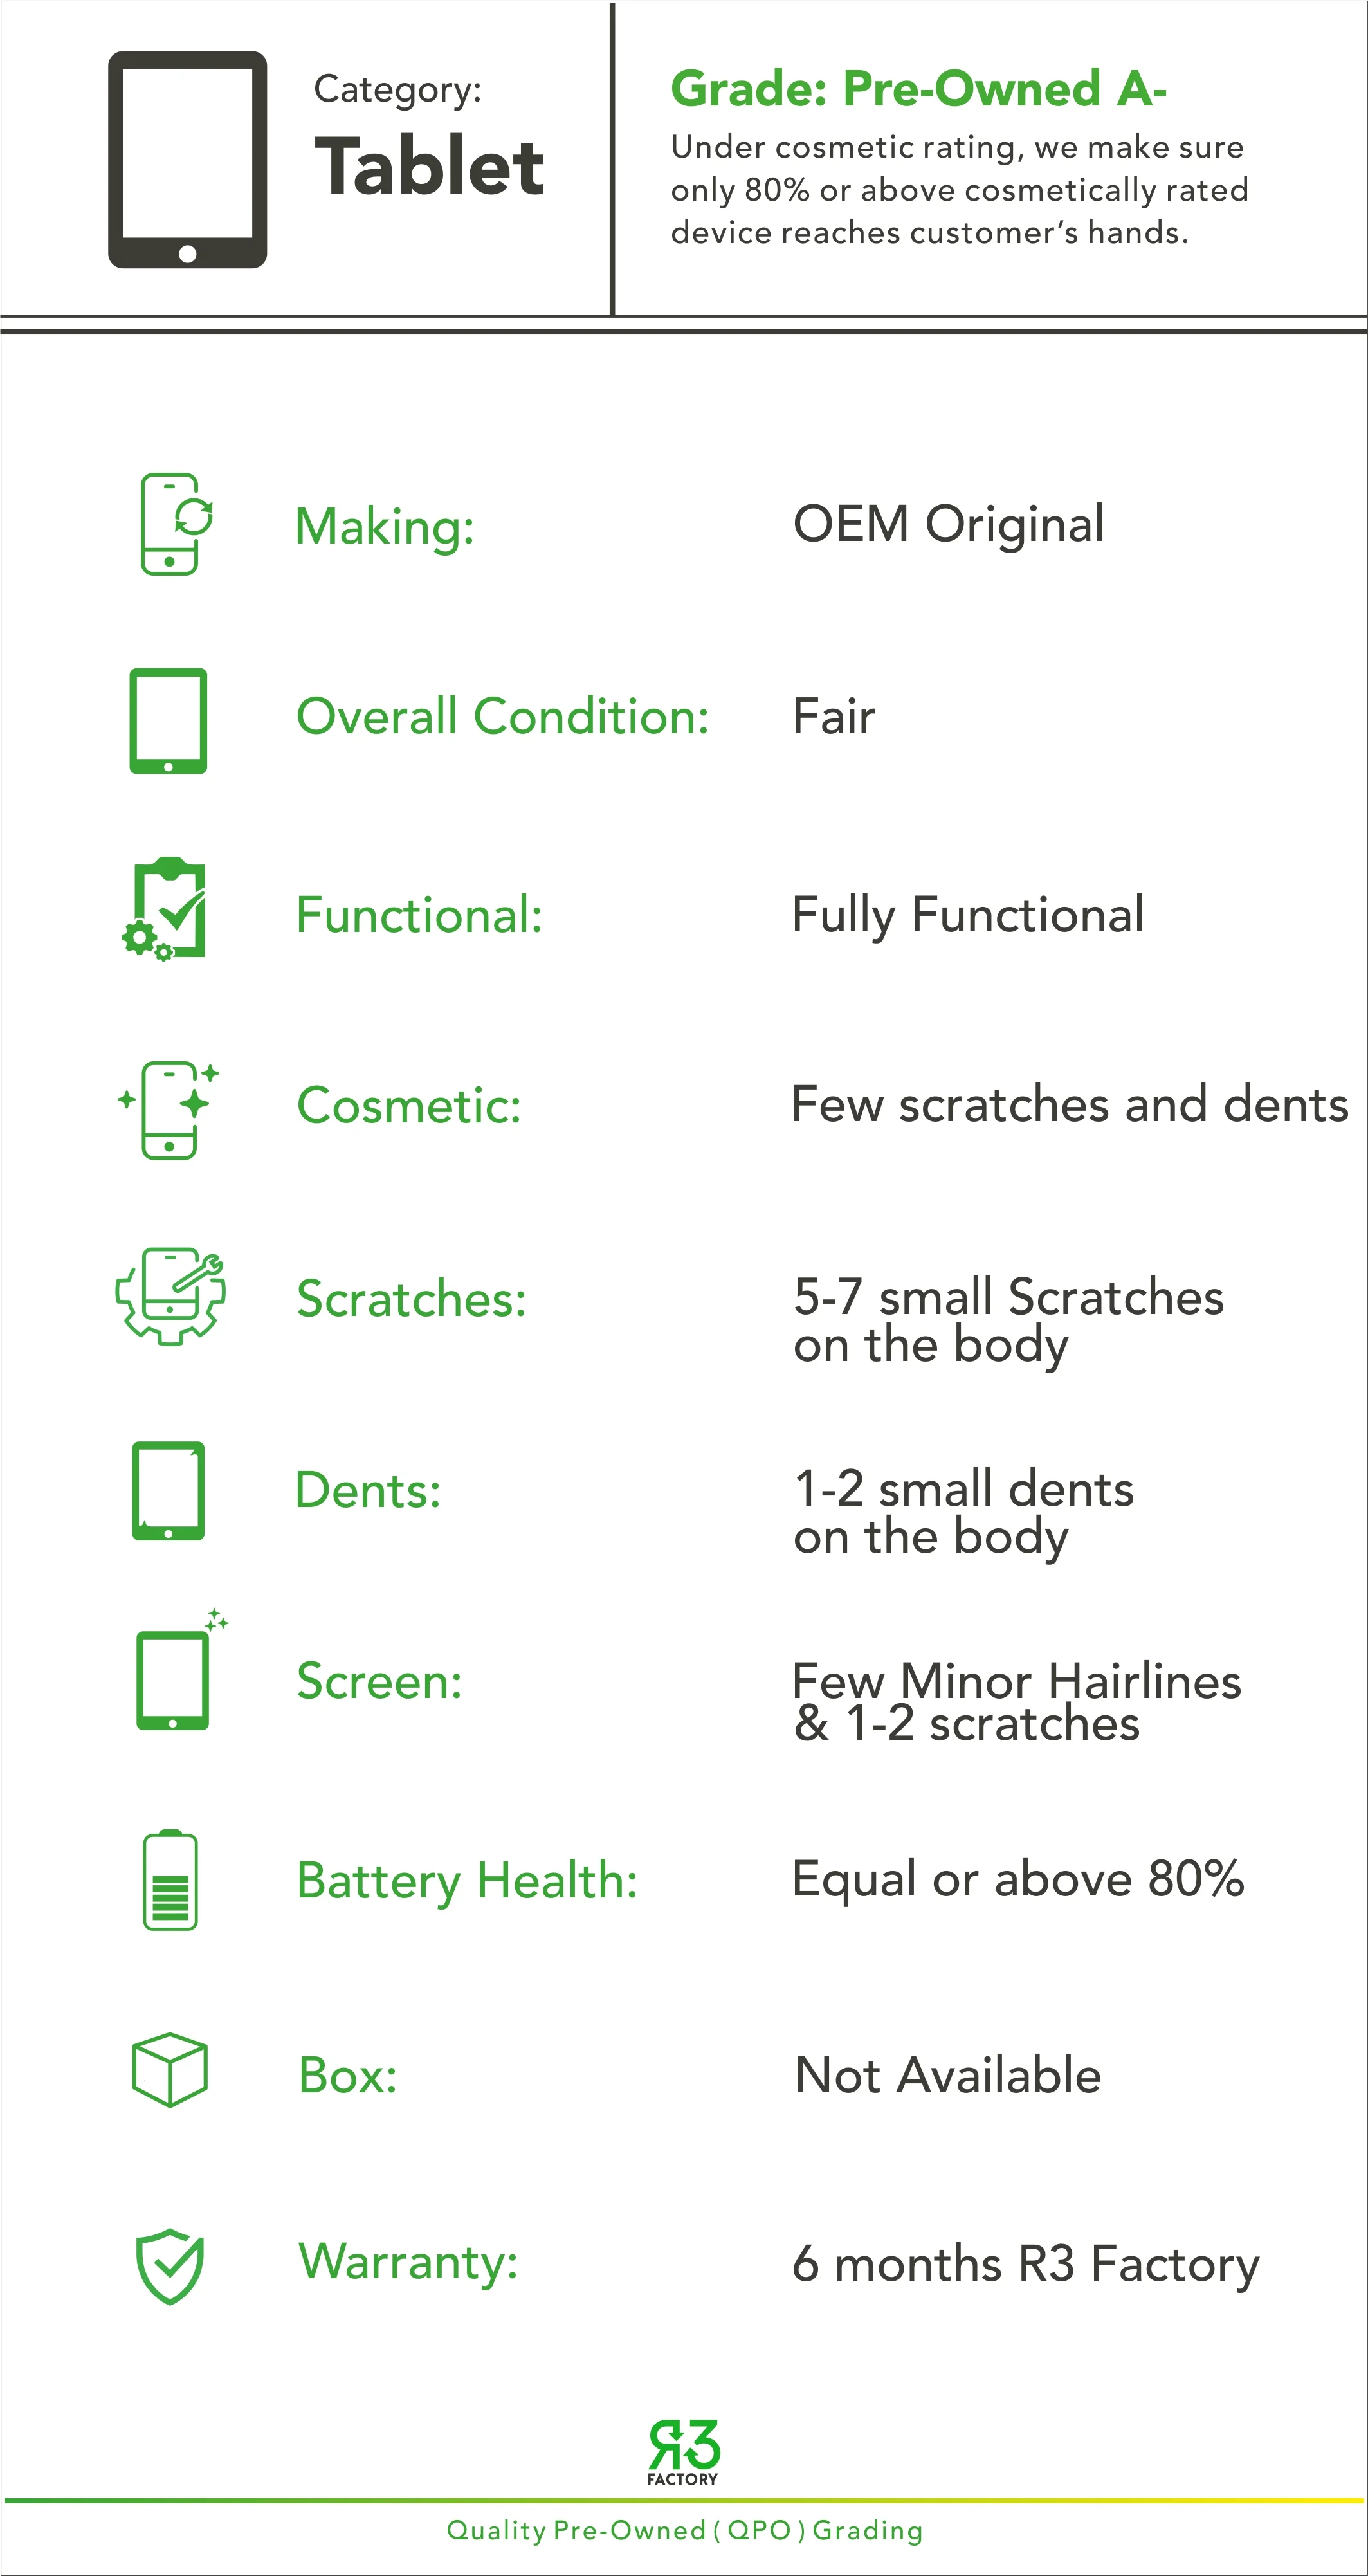 Category:
Tablet
Grade: Pre-Owned A-
Under cosmetic rating, we make sure
only 80% or above cosmetically rated
device reaches customer’s hands.
Making: OEM Original
Overall Condition: Fair
Functional: Fully Functional
Cosmetic: Few scratches and dents
Scratches: 5-7 small Scratches
on the body
Dents: 1-2 small dents
on the body
Screen: Few Minor Hairlines
& 1-2 scratches
Battery Health: Equal or above 80%
Box: Not Available
Warranty: 6 months R3 Factory
R3
FACTORY
Quality Pre-Owned ( QPO ) Grading